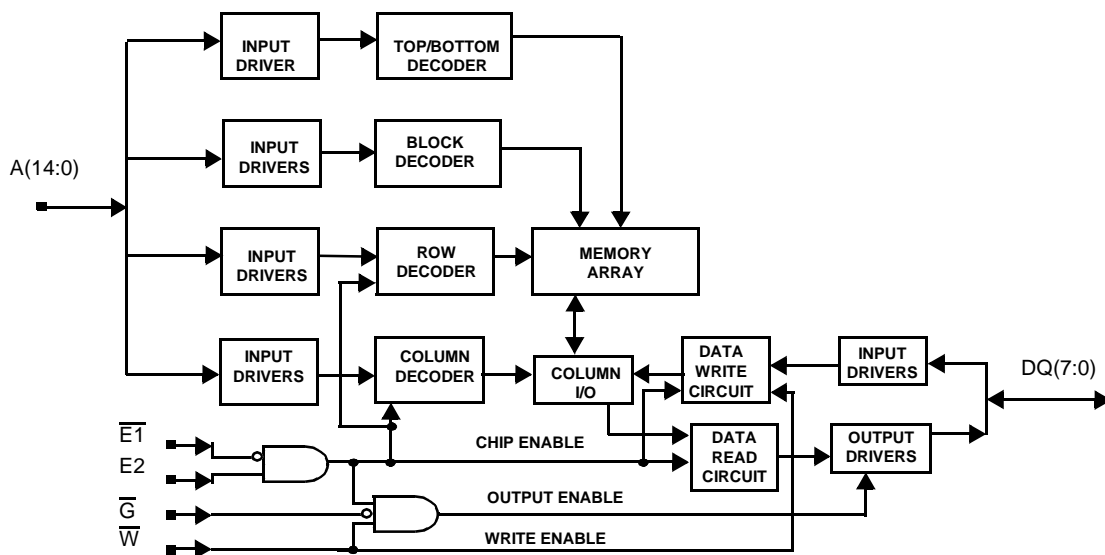 INPUT
DRIVER
TOP/BOTTOM
DECODER
INPUT
DRIVERS
BLOCK
DECODER
A(14:0)
INPUT
DRIVERS
ROW
DECODER
MEMORY
ARRAY
INPUT
DRIVERS
COLUMN
DECODER
COLUMN
I/O
DATA
WRITE
CIRCUIT
INPUT
DRIVERS
DQ(7:0)
E1
E2
CHIP ENABLE
DATA
READ
CIRCUIT
OUTPUT
DRIVERS
G
OUTPUT ENABLE
W
WRITE ENABLE